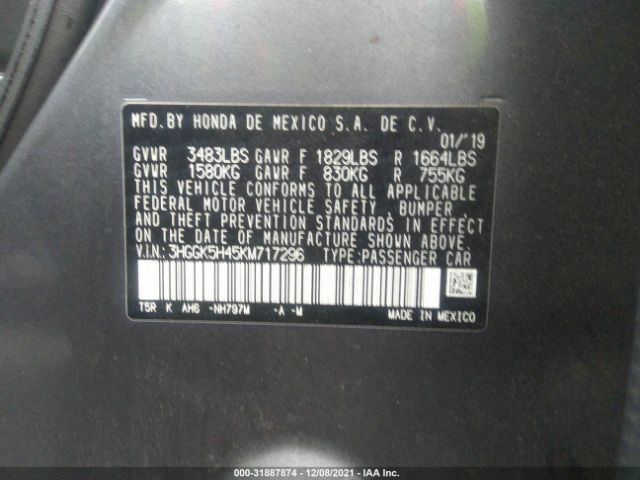 MFD.BY HONDA DE MEXICO S.A. DE C.V.
01/'19
GVWR 3483LBS GAWR F 1829LBS R 1664LBS
GVWR 1580KG GAWR F 830KG R 755KG
THIS VEHICLE CONFORMS TO ALL APPLICABLE
FEDERAL MOTOR VEHICLE SAFETY, BUMPER,
AND THEFT PREVENTION STANDARDS IN EFFECT
ON THE DATE OF MANUFACTURE SHOWN ABOVE.
V.I.N.: 3HGGK5H45KM717296 TYPE:PASSENGER CAR
T5R K AH6 -NH797M -A -M MADE IN MEXICO
000-31887874 | 12/08/2021 - IAA Inc.